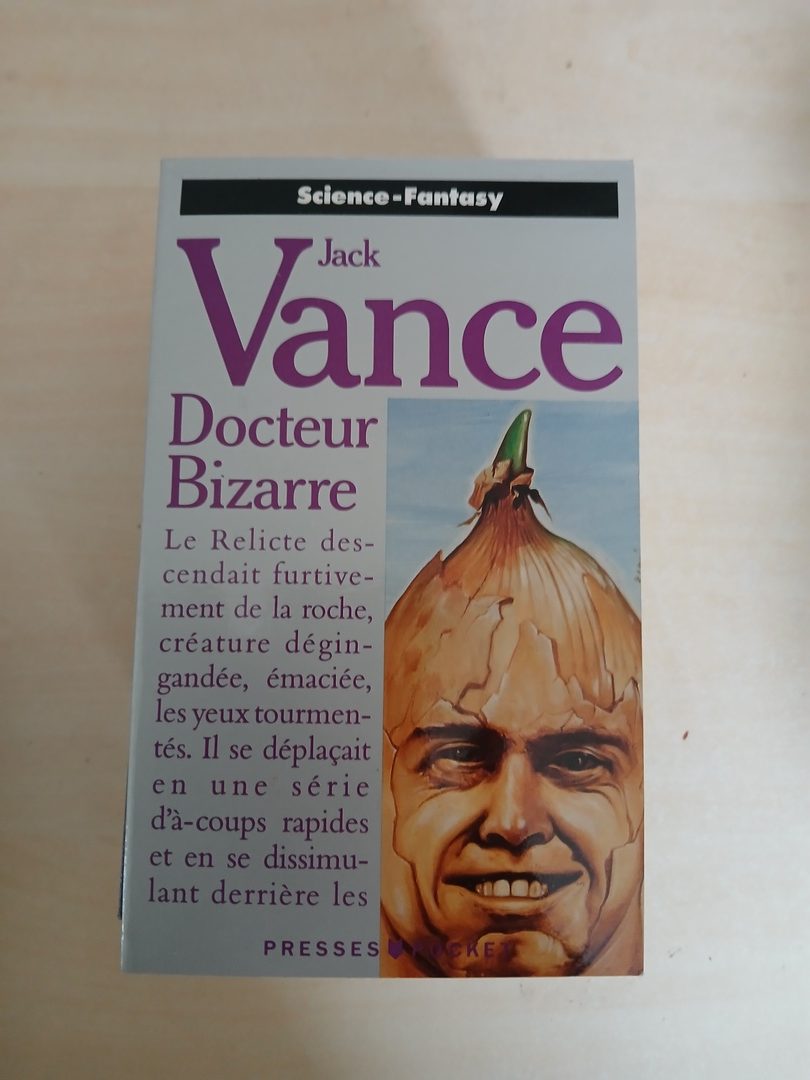 Science-Fantasy
Jack
Vance
Docteur
Bizarre
Le Relicte des-
cendait furtive-
ment de la roche,
créature dégin-
gandée, émaciée,
les yeux tourmen-
tés. Il se déplaçait
en une série
d'à-coups rapides
et en se dissimu-
lant derrière les
PRESSES POCKET